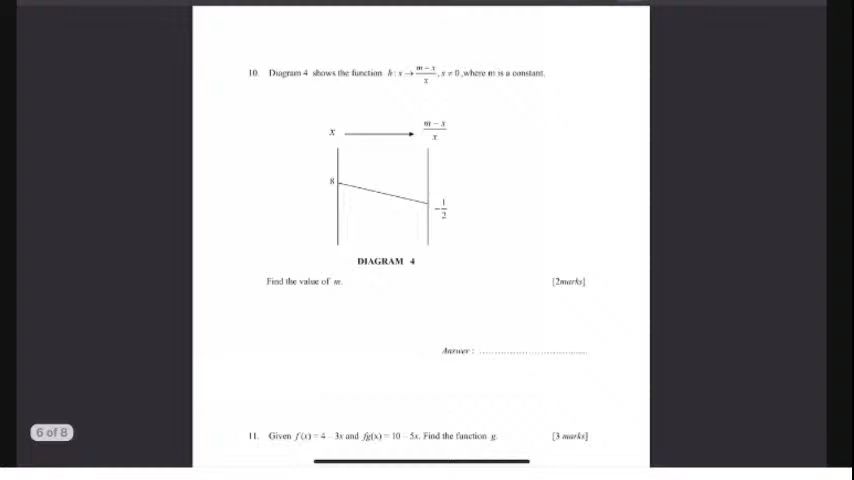 10. Diagram 4 shows the function h : x → m – x / x , x ≠ 0 ,where m is a constant.
x → m – x / x
8
– 1 / 2
DIAGRAM 4
Find the value of m. [2marks]
Answer : ........................................
6 of 8
11. Given f (x) = 4 – 3x and fg(x) = 10 – 5x. Find the function g. [3 marks]